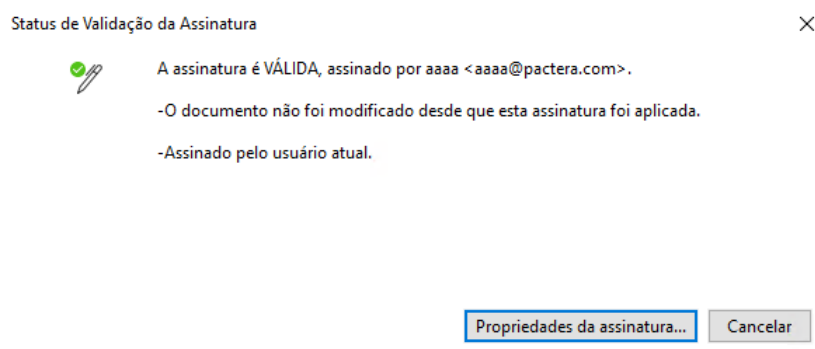 Status de Validação da Assinatura
A assinatura é VÁLIDA, assinado por aaaa <aaaa@pactera.com>.
-O documento não foi modificado desde que esta assinatura foi aplicada.
-Assinado pelo usuário atual.
Propriedades da assinatura... Cancelar